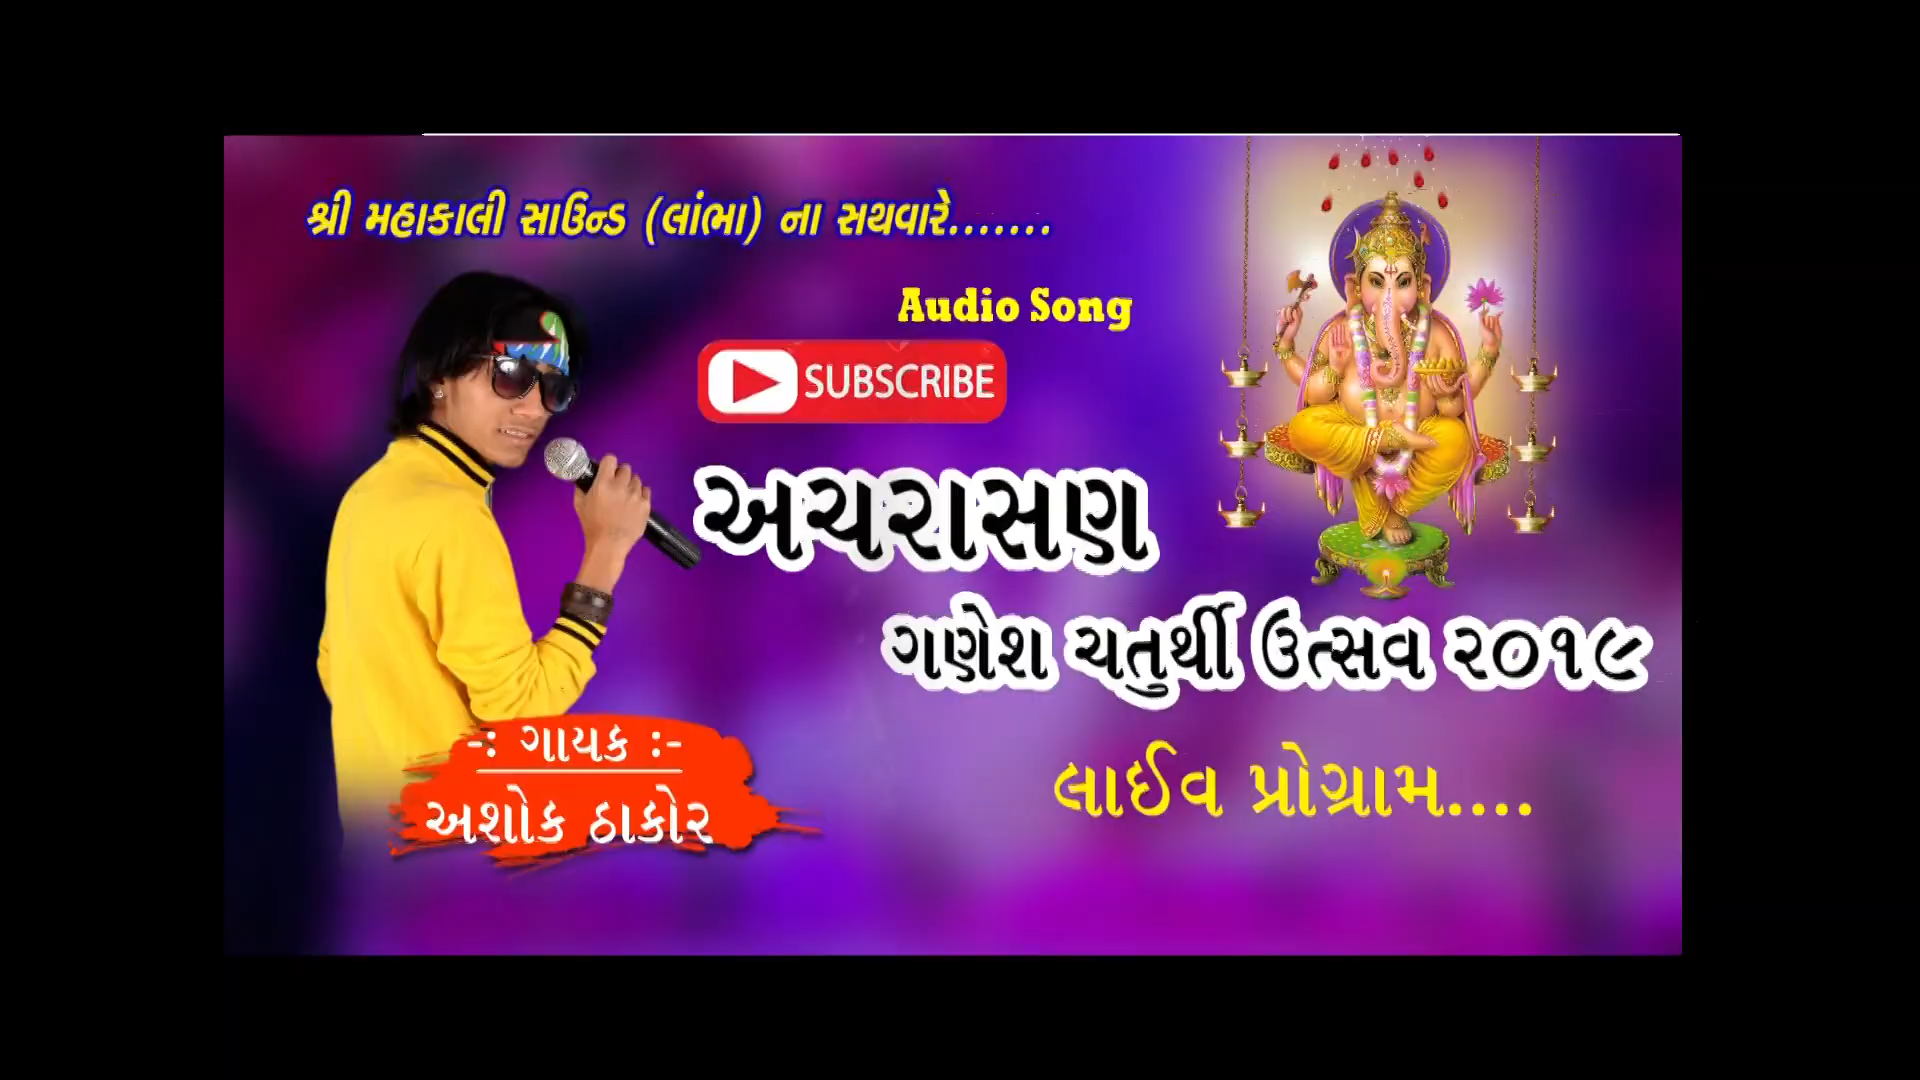 શ્રી મહાકાલી સાઉન્ડ (લાંભા) ના સથવારે.......
Audio Song
SUBSCRIBE
અચરાસણ
ગણેશ ચતુર્થી ઉત્સવ ૨૦૧૯
-: ગાયક :-
અશોક ઠાકોર
લાઈવ પ્રોગ્રામ....